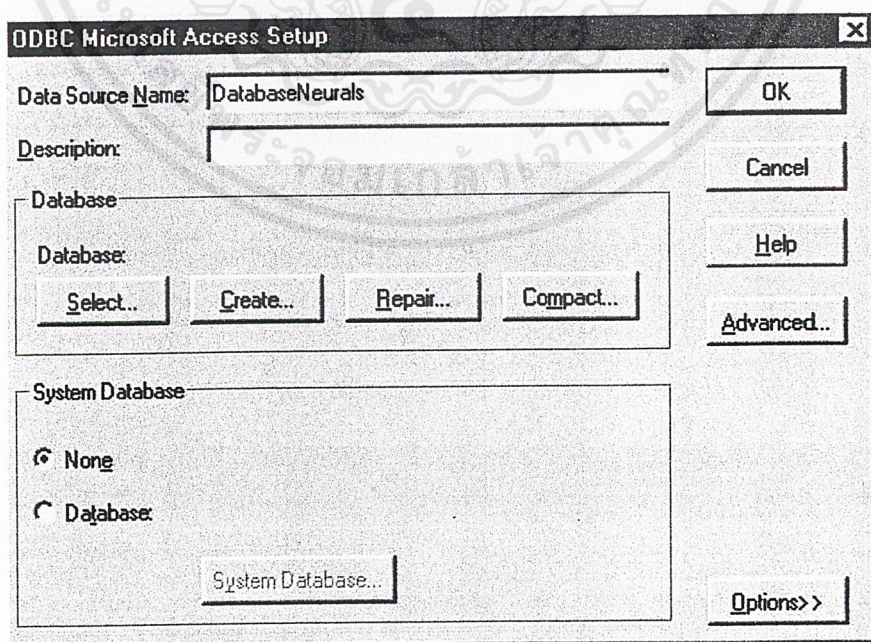 ODBC Microsoft Access Setup
Data Source Name: DatabaseNeurals
Description:
Database
Database:
Select... Create... Repair... Compact...
System Database
None
Database:
System Database...
OK
Cancel
Help
Advanced...
Options>>